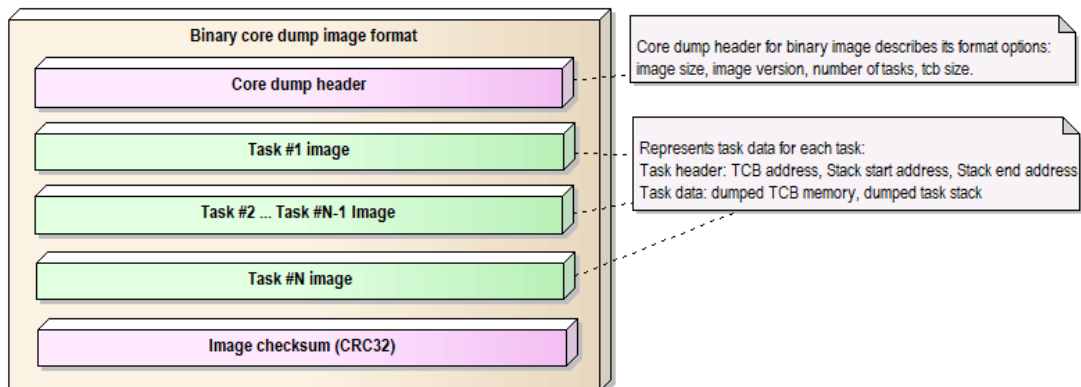 Binary core dump image format
Core dump header
Task #1 image
Task #2 ... Task #N-1 Image
Task #N image
Image checksum (CRC32)
Core dump header for binary image describes its format options:
image size, image version, number of tasks, tcb size.
Represents task data for each task:
Task header: TCB address, Stack start address, Stack end address
Task data: dumped TCB memory, dumped task stack